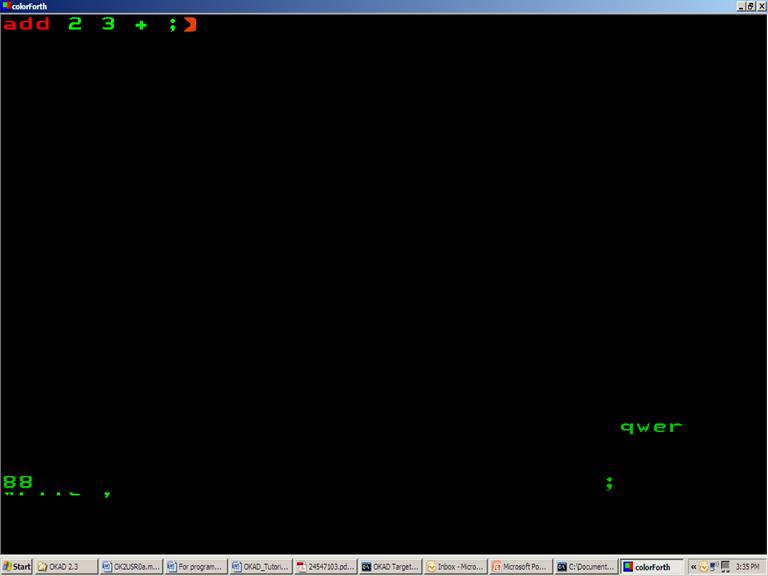 colorForth
add 2 3 + ;
qwer
88 ;
Start OKAD 2.3 OK2USR0a.m... For program... OKAD_Tutori... 24547103.pd... OKAD Target... Inbox - Micro... Microsoft Po... C:\Document... colorForth « 3:35 PM